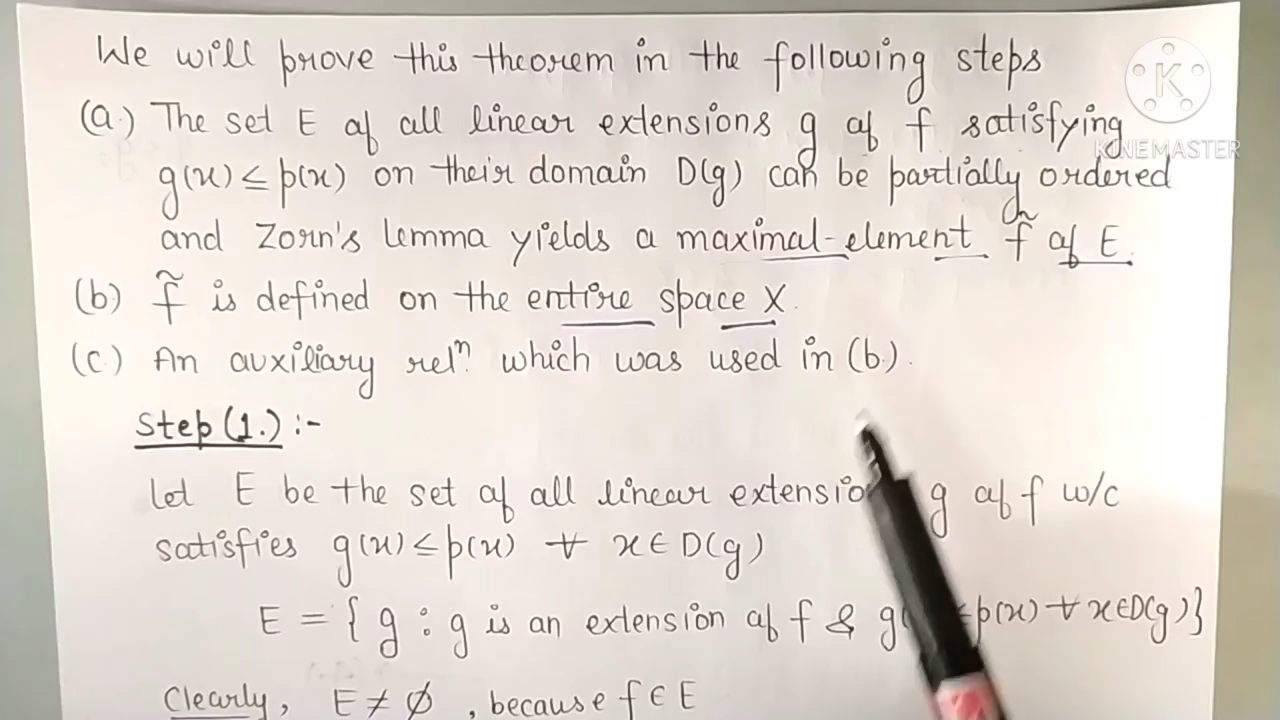 We will prove this theorem in the following steps
K
KINEMASTER
(a.) The set E of all linear extensions g of f satisfying
g(x) ≤ p(x) on their domain D(g) can be partially ordered
and Zorn's Lemma yields a maximal element f̃ of E.
(b) f̃ is defined on the entire space X.
(c.) An auxiliary relⁿ. which was used in (b.).
Step (1.) :-
Let E be the set of all linear extension g of f w/c
satisfies g(x) ≤ p(x) ∀ x ∈ D(g)
E = { g : g is an extension of f & g( ≤ p(x) ∀ x ∈ D(g) }
Clearly, E ≠ ∅ , because f ∈ E